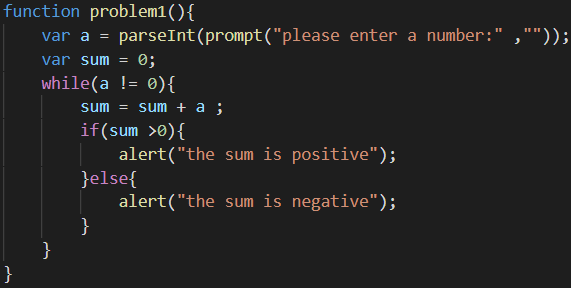 function problem1(){
var a = parseInt(prompt("please enter a number:" ,""));
var sum = 0;
while(a != 0){
sum = sum + a ;
if(sum >0){
alert("the sum is positive");
}else{
alert("the sum is negative");
}
}
}